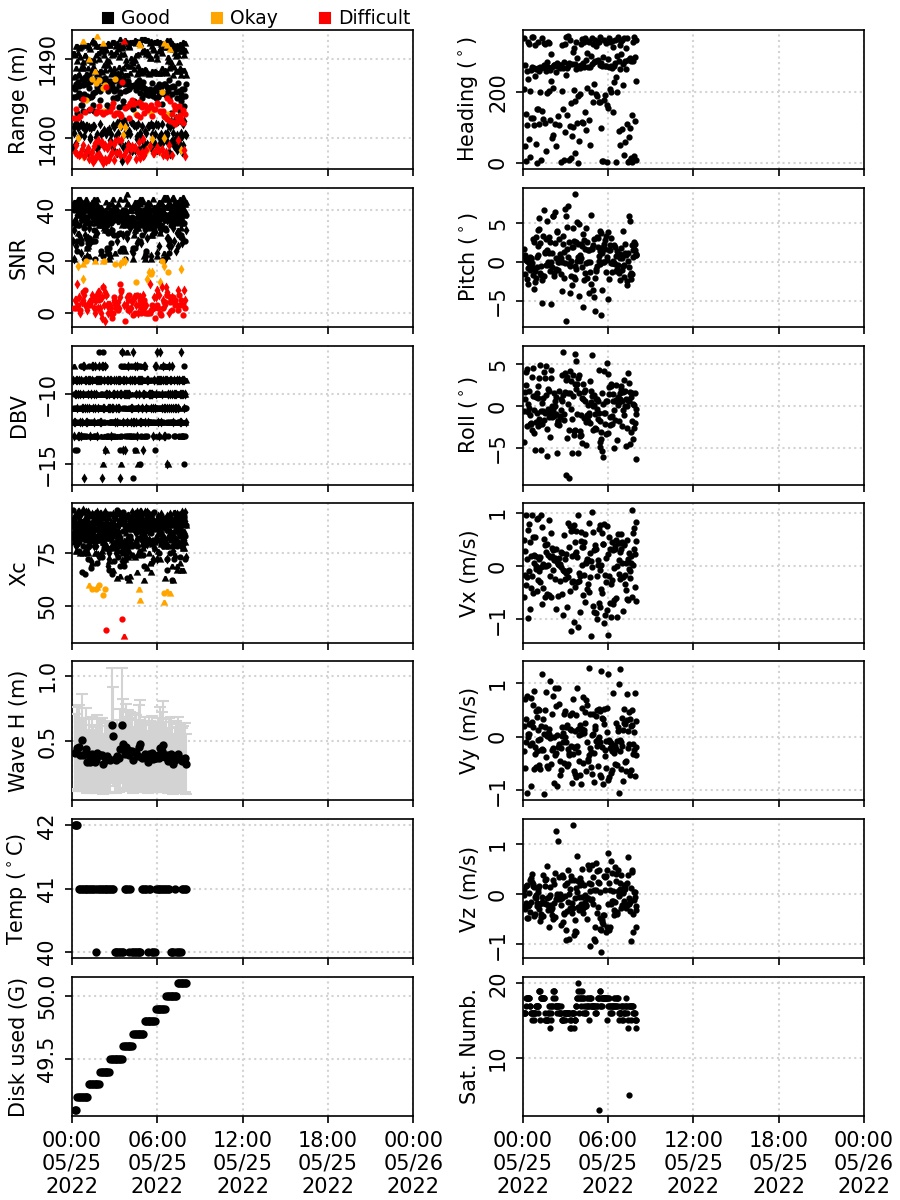 Good Okay Difficult
Range (m)
1490
1400
Heading (°)
200
0
SNR
40
20
0
Pitch (°)
5
0
−5
DBV
−10
−15
Roll (°)
5
0
−5
Xc
75
50
Vx (m/s)
1
0
−1
Wave H (m)
1.0
0.5
Vy (m/s)
1
0
−1
Temp (°C)
42
41
40
Vz (m/s)
1
0
−1
Disk used (G)
50.0
49.5
Sat. Numb.
20
10
00:00 06:00 12:00 18:00 00:00
05/25 05/25 05/25 05/25 05/26
2022 2022 2022 2022 2022
00:00 06:00 12:00 18:00 00:00
05/25 05/25 05/25 05/25 05/26
2022 2022 2022 2022 2022